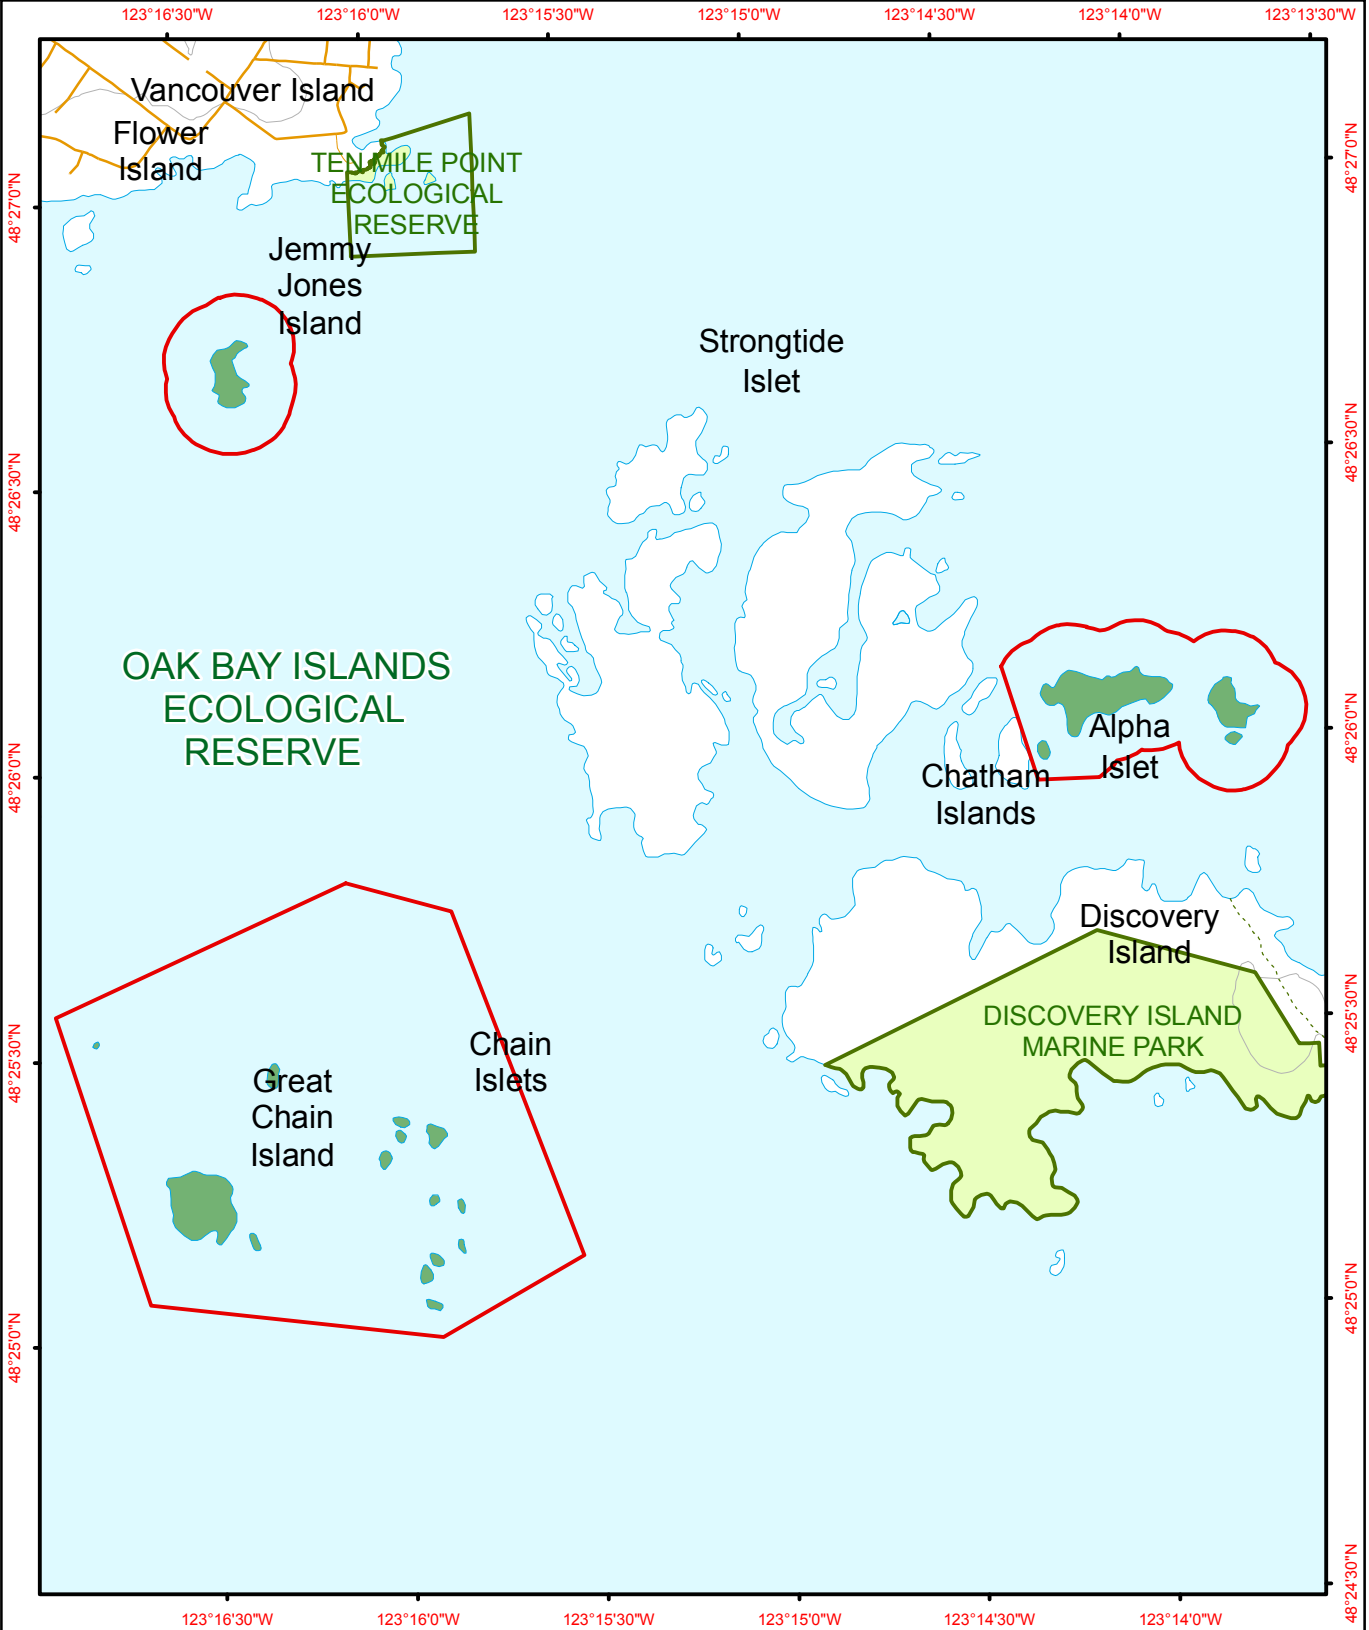 123°16'30"W 123°16'0"W 123°15'30"W 123°15'0"W 123°14'30"W 123°14'0"W 123°13'30"W
Vancouver Island
Flower
Island
TEN MILE POINT
ECOLOGICAL
RESERVE
48°27'0"N
48°27'0"N
Jemmy
Jones
Island
Strongtide
Islet
48°26'30"N
48°26'30"N
OAK BAY ISLANDS
ECOLOGICAL
RESERVE
Alpha
Islet
48°26'0"N
48°26'0"N
Chatham
Islands
Discovery
Island
DISCOVERY ISLAND
MARINE PARK
48°25'30"N
48°25'30"N
Chain
Islets
Great
Chain
Island
48°25'0"N
48°25'0"N
48°24'30"N
123°16'30"W 123°16'0"W 123°15'30"W 123°15'0"W 123°14'30"W 123°14'0"W